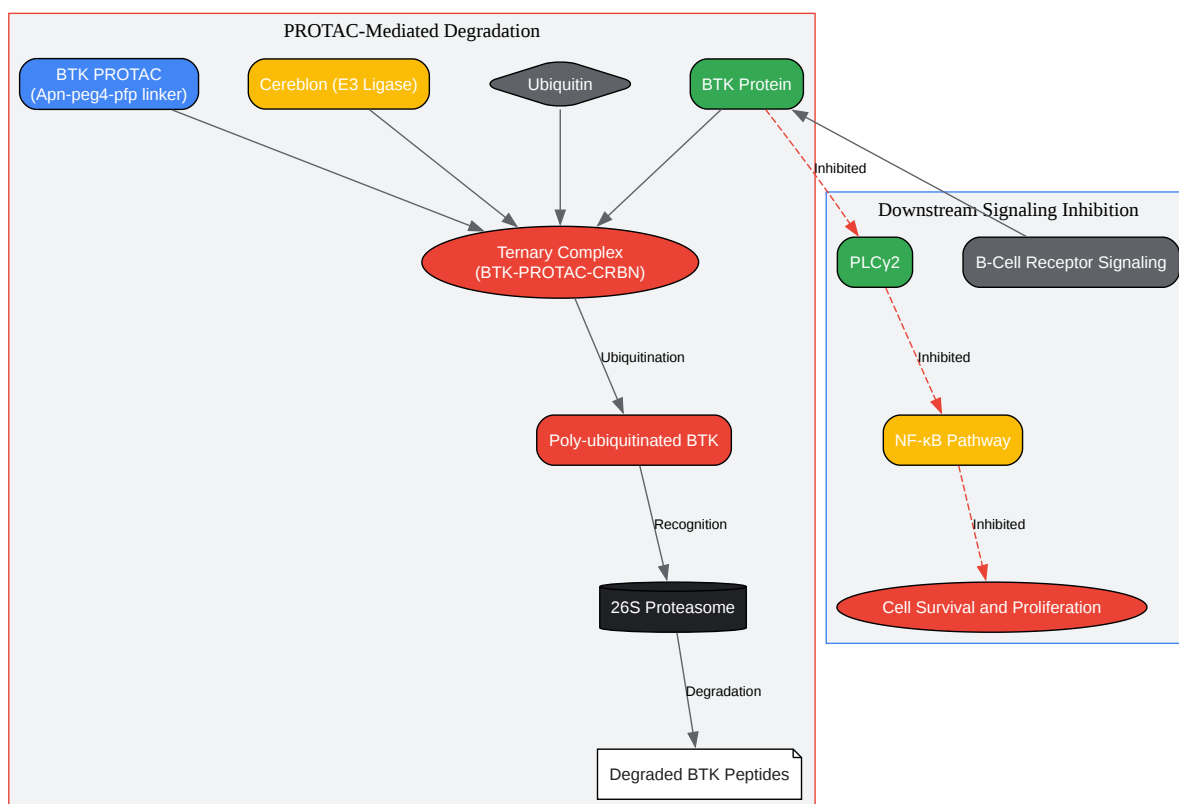 PROTAC-Mediated Degradation
BTK PROTAC
(Apn-peg4-pfp linker)
Cereblon (E3 Ligase)
Ubiquitin
BTK Protein
Inhibited
Downstream Signaling Inhibition
Ternary Complex
(BTK-PROTAC-CRBN)
PLCγ2
B-Cell Receptor Signaling
Ubiquitination
Inhibited
Poly-ubiquitinated BTK
NF-κB Pathway
Recognition
Inhibited
26S Proteasome
Cell Survival and Proliferation
Degradation
Degraded BTK Peptides